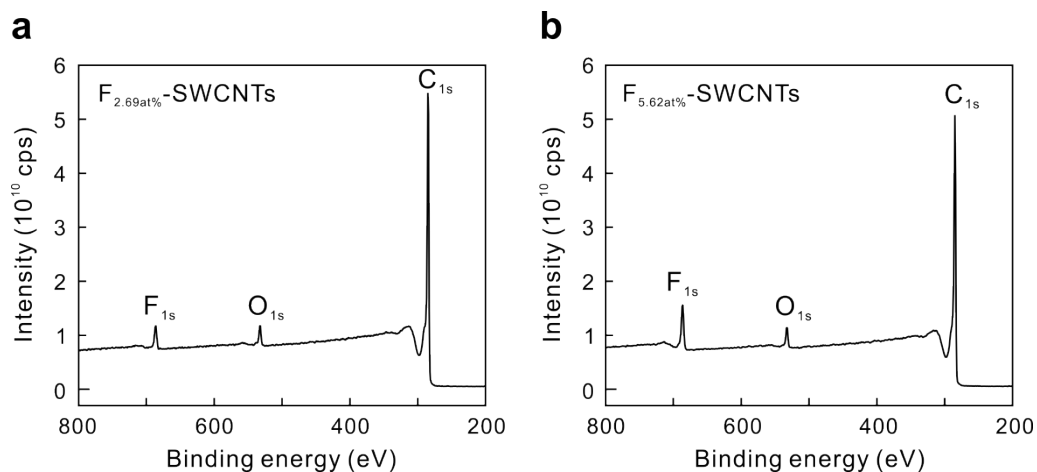 a
F2.69at%-SWCNTs
C1s
F1s
O1s
Intensity (10^10 cps)
6
5
4
3
2
1
0
800
600
400
200
Binding energy (eV)
b
F5.62at%-SWCNTs
C1s
F1s
O1s
Intensity (10^10 cps)
6
5
4
3
2
1
0
800
600
400
200
Binding energy (eV)